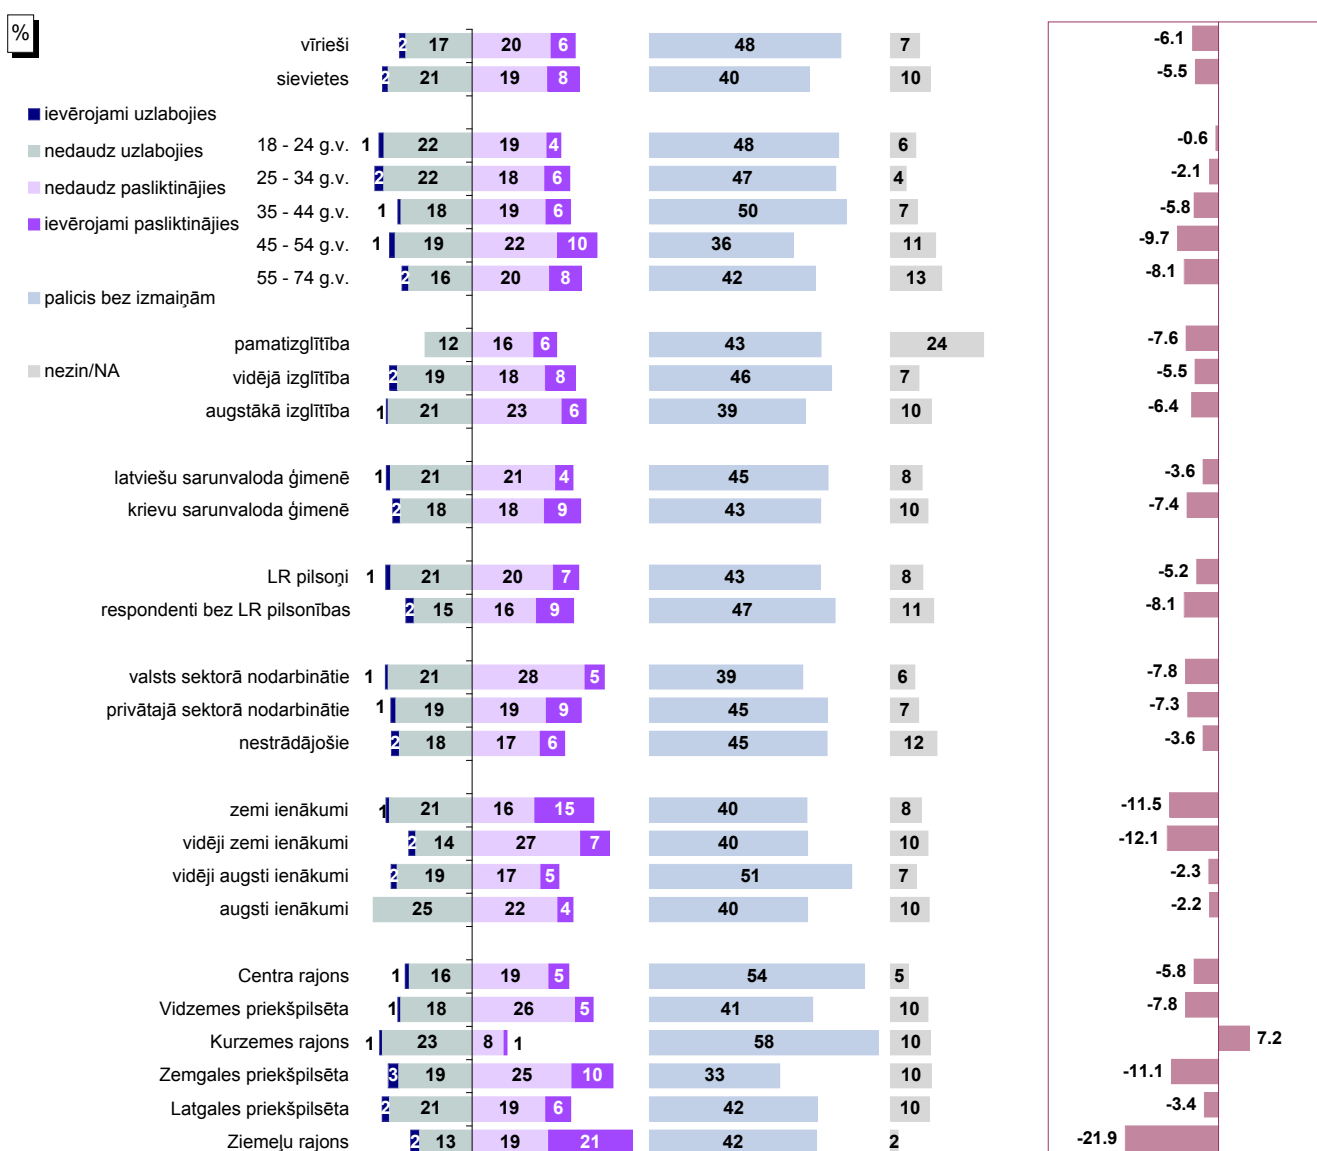 %
ievērojami uzlabojies
nedaudz uzlabojies
nedaudz pasliktinājies
ievērojami pasliktinājies
palicis bez izmaiņām
nezin/NA
vīrieši 2 17 20 6 48 7 -6.1
sievietes 2 21 19 8 40 10 -5.5
18 - 24 g.v. 1 22 19 4 48 6 -0.6
25 - 34 g.v. 2 22 18 6 47 4 -2.1
35 - 44 g.v. 1 18 19 6 50 7 -5.8
45 - 54 g.v. 1 19 22 10 36 11 -9.7
55 - 74 g.v. 2 16 20 8 42 13 -8.1
pamatizglītība 12 16 6 43 24 -7.6
vidējā izglītība 2 19 18 8 46 7 -5.5
augstākā izglītība 1 21 23 6 39 10 -6.4
latviešu sarunvaloda ģimenē 1 21 21 4 45 8 -3.6
krievu sarunvaloda ģimenē 2 18 18 9 43 10 -7.4
LR pilsoņi 1 21 20 7 43 8 -5.2
respondenti bez LR pilsonības 2 15 16 9 47 11 -8.1
valsts sektorā nodarbinātie 1 21 28 5 39 6 -7.8
privātajā sektorā nodarbinātie 1 19 19 9 45 7 -7.3
nestrādājošie 2 18 17 6 45 12 -3.6
zemi ienākumi 1 21 16 15 40 8 -11.5
vidēji zemi ienākumi 2 14 27 7 40 10 -12.1
vidēji augsti ienākumi 2 19 17 5 51 7 -2.3
augsti ienākumi 25 22 4 40 10 -2.2
Centra rajons 1 16 19 5 54 5 -5.8
Vidzemes priekšpilsēta 1 18 26 5 41 10 -7.8
Kurzemes rajons 1 23 8 1 58 10 7.2
Zemgales priekšpilsēta 3 19 25 10 33 10 -11.1
Latgales priekšpilsēta 2 21 19 6 42 10 -3.4
Ziemeļu rajons 2 13 19 21 42 2 -21.9